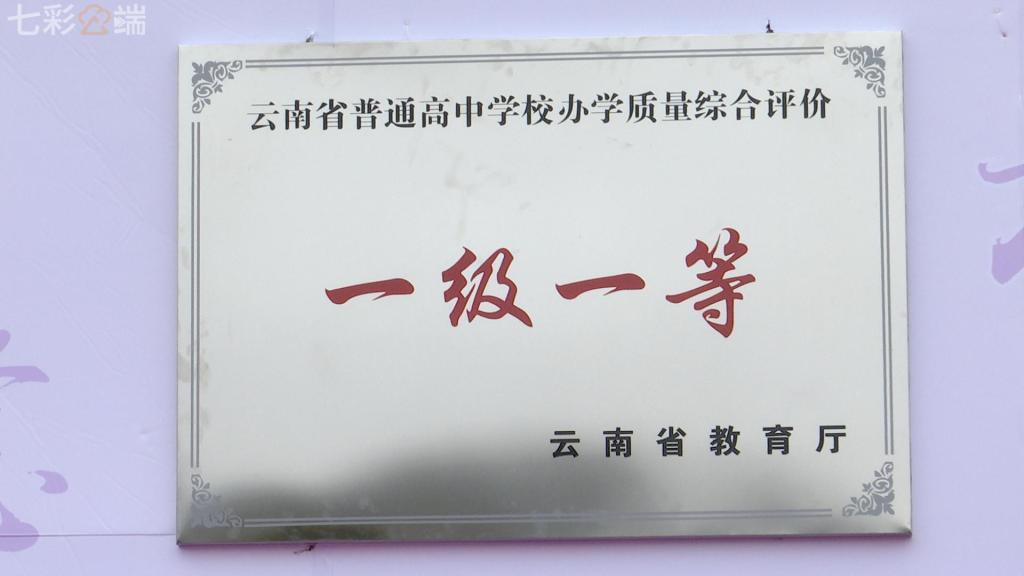 七彩云端
云南省普通高中学校办学质量综合评价
一级一等
云南省教育厅